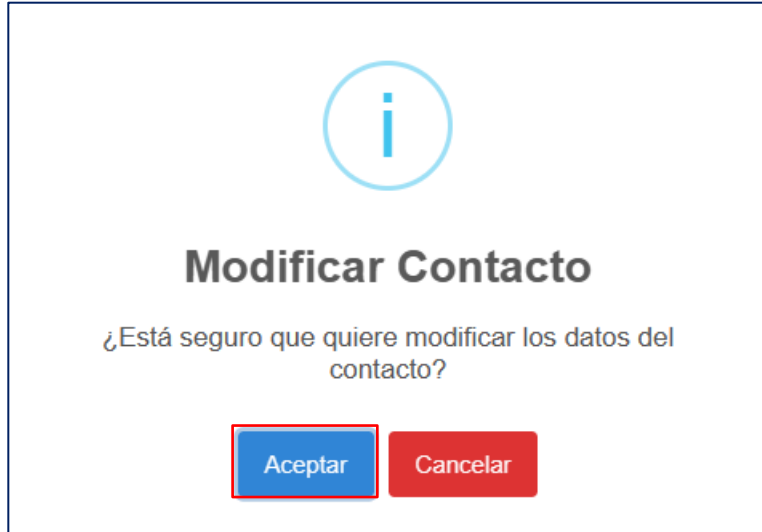 i
Modificar Contacto
¿Está seguro que quiere modificar los datos del
contacto?
Aceptar Cancelar